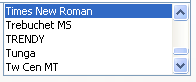 Times New Roman
Trebuchet MS
TRENDY
Tunga
Tw Cen MT